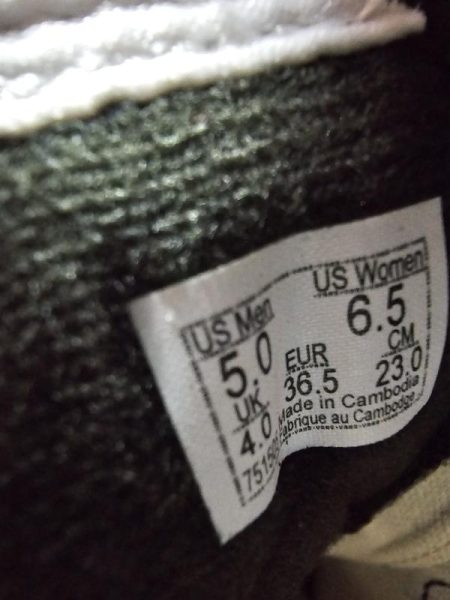 US Men US Women
5.0 6.5
UK EUR CM
4.0 36.5 23.0
Made in Cambodia
Fabrique au Cambodge